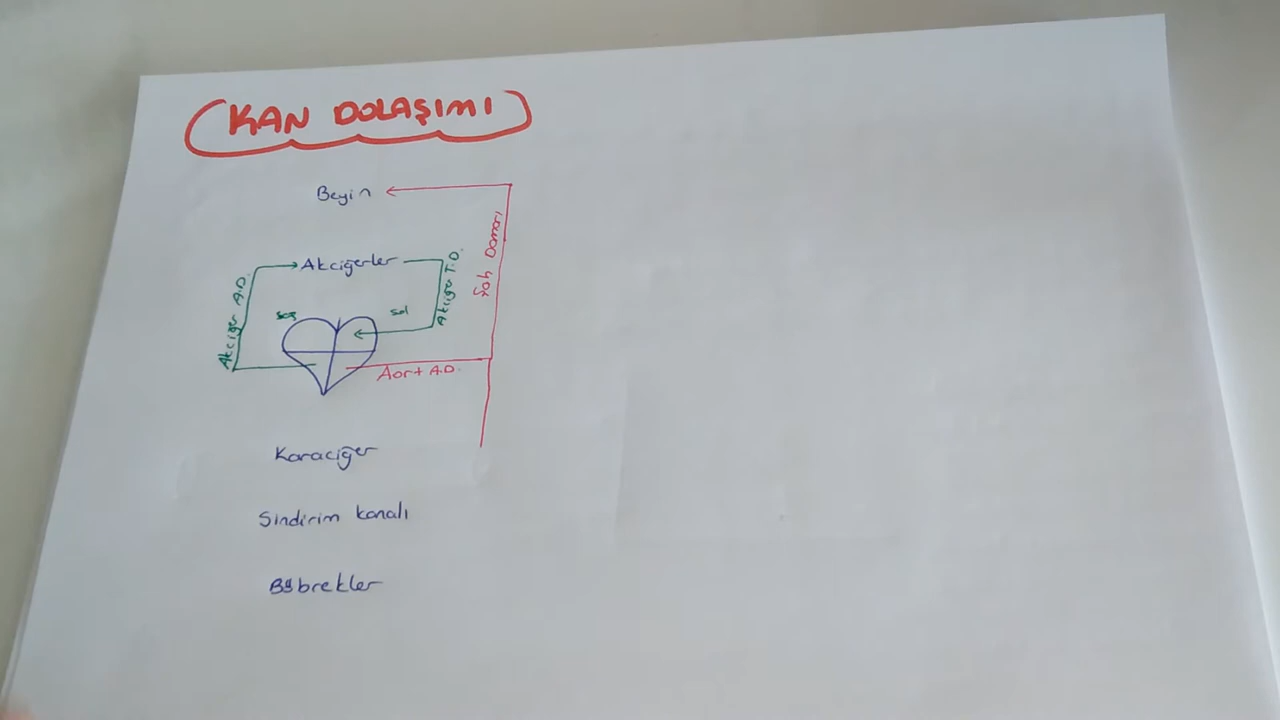 KAN DOLAŞIMI
Beyin
Şah Damarı
Akciğerler
Akciğer A.D.
Akciğer T.D.
Sağ
Sol
Aort A.D.
Karaciğer
Sindirim kanalı
Böbrekler